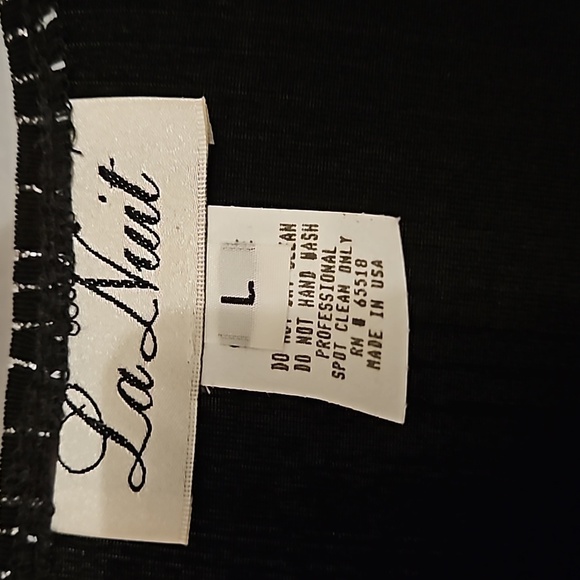 La Nuit
L
DO NOT DRY CLEAN
DO NOT HAND WASH
PROFESSIONAL
SPOT CLEAN ONLY
RN # 65518
MADE IN USA